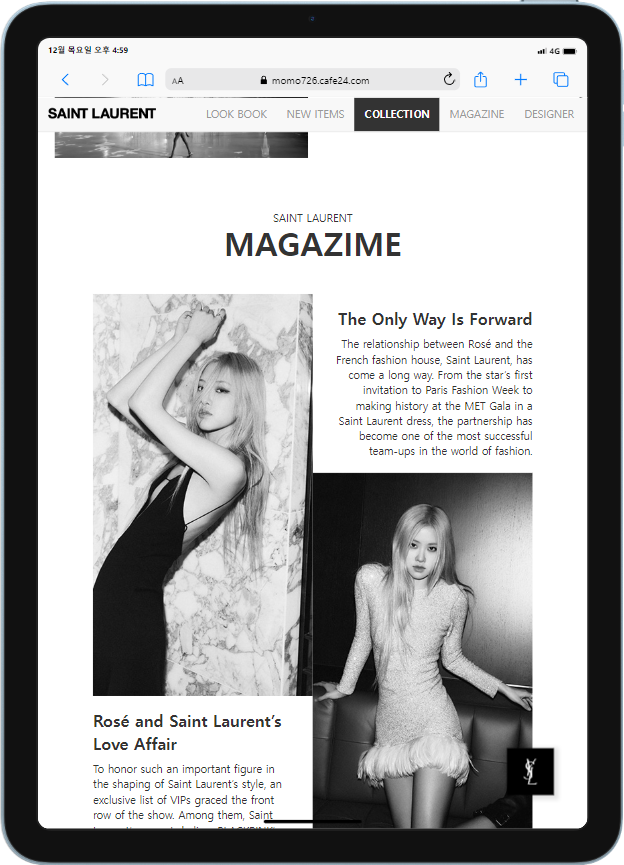 12월 목요일 오후 4:59
4G
AA
momo726.cafe24.com
SAINT LAURENT LOOK BOOK NEW ITEMS COLLECTION MAGAZINE DESIGNER
SAINT LAURENT
MAGAZIME
The Only Way Is Forward
The relationship between Rosé and the
French fashion house, Saint Laurent, has
come a long way. From the star's first
invitation to Paris Fashion Week to
making history at the MET Gala in a
Saint Laurent dress, the partnership has
become one of the most successful
team-ups in the world of fashion.
Rosé and Saint Laurent's
Love Affair
To honor such an important figure in
the shaping of Saint Laurent's style, an
exclusive list of VIPs graced the front
row of the show. Among them, Saint
YSL